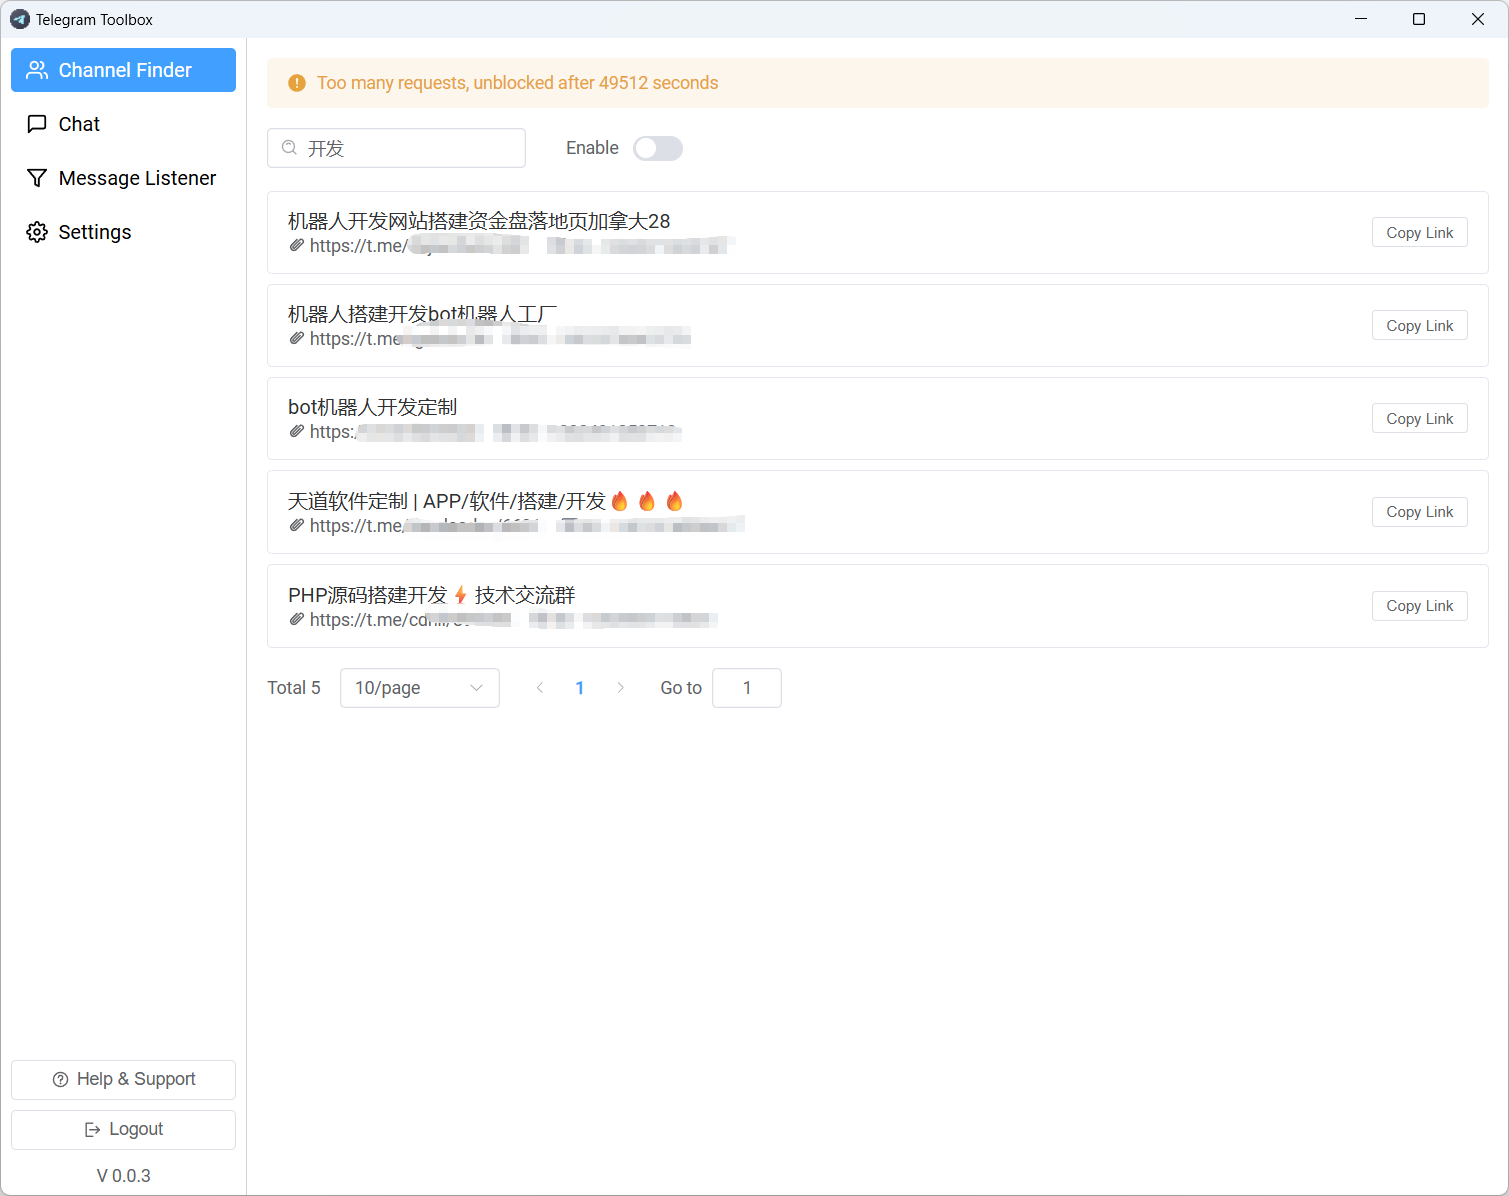 Telegram Toolbox
Channel Finder
Chat
Message Listener
Settings
Too many requests, unblocked after 49512 seconds
开发
Enable
机器人开发网站搭建资金盘落地页加拿大28
https://t.me/
Copy Link
机器人搭建开发bot机器人工厂
https://t.me
Copy Link
bot机器人开发定制
https:
Copy Link
天道软件定制 | APP/软件/搭建/开发🔥🔥🔥
https://t.me/
Copy Link
PHP源码搭建开发⚡技术交流群
https://t.me/
Copy Link
Total 5
10/page
1
Go to
1
Help & Support
Logout
V 0.0.3